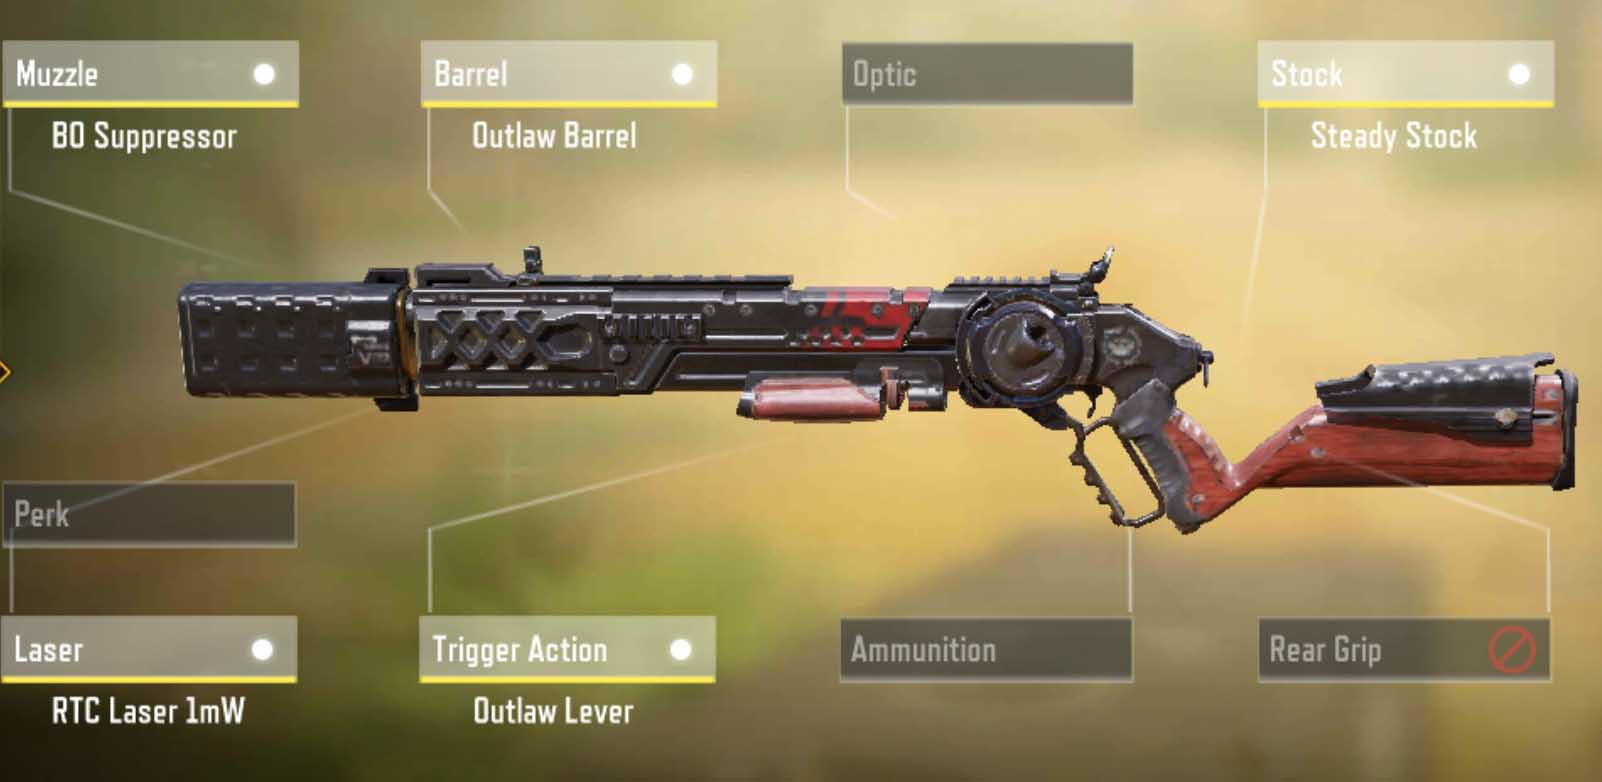 Muzzle
Barrel
Optic
Stock
BO Suppressor
Outlaw Barrel
Steady Stock
Perk
Laser
Trigger Action
Ammunition
Rear Grip
RTC Laser 1mW
Outlaw Lever